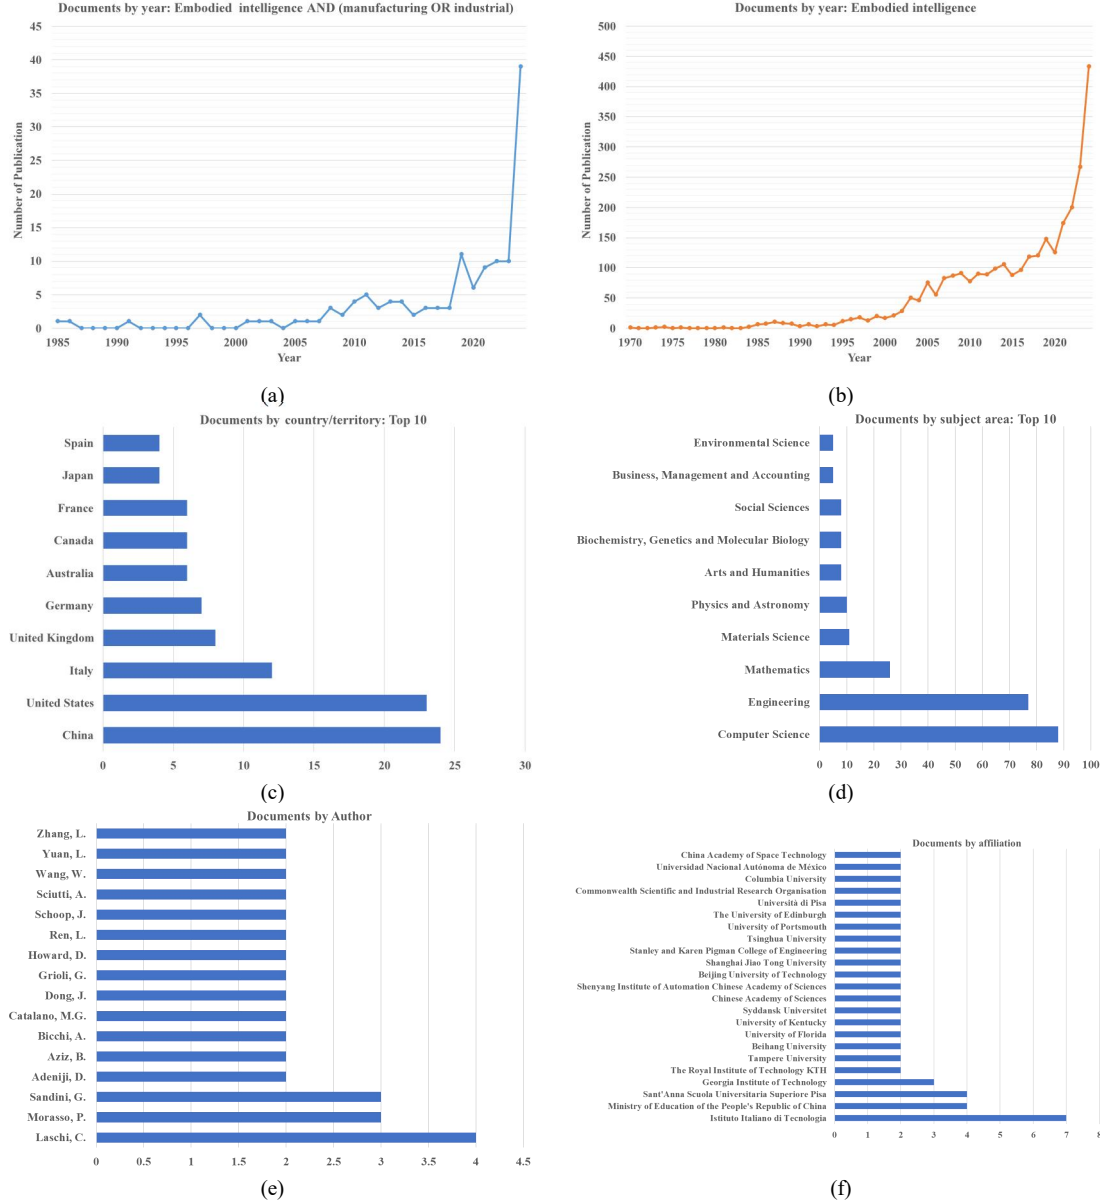 Documents by year: Embodied intelligence AND (manufacturing OR industrial)
45
40
35
30
25
20
15
10
5
0
Number of Publication
1985 1990 1995 2000 2005 2010 2015 2020
Year
(a)
Documents by year: Embodied intelligence
500
450
400
350
300
250
200
150
100
50
0
Number of Publication
1970 1975 1980 1985 1990 1995 2000 2005 2010 2015 2020
Year
(b)
Documents by country/territory: Top 10
Spain
Japan
France
Canada
Australia
Germany
United Kingdom
Italy
United States
China
0 5 10 15 20 25 30
(c)
Documents by subject area: Top 10
Environmental Science
Business, Management and Accounting
Social Sciences
Biochemistry, Genetics and Molecular Biology
Arts and Humanities
Physics and Astronomy
Materials Science
Mathematics
Engineering
Computer Science
0 10 20 30 40 50 60 70 80 90 100
(d)
Documents by Author
Zhang, L.
Yuan, L.
Wang, W.
Sciutti, A.
Schoop, J.
Ren, L.
Howard, D.
Grioli, G.
Dong, J.
Catalano, M.G.
Bicchi, A.
Aziz, B.
Adeniji, D.
Sandini, G.
Morasso, P.
Laschi, C.
0 0.5 1 1.5 2 2.5 3 3.5 4 4.5
(e)
Documents by affiliation
China Academy of Space Technology
Universidad Nacional Autónoma de México
Columbia University
Commonwealth Scientific and Industrial Research Organisation
Università di Pisa
The University of Edinburgh
University of Portsmouth
Tsinghua University
Stanley and Karen Pigman College of Engineering
Shanghai Jiao Tong University
Beijing University of Technology
Shenyang Institute of Automation Chinese Academy of Sciences
Chinese Academy of Sciences
Syddansk Universitet
University of Kentucky
University of Florida
Beihang University
Tampere University
The Royal Institute of Technology KTH
Georgia Institute of Technology
Sant'Anna Scuola Universitaria Superiore Pisa
Ministry of Education of the People's Republic of China
Istituto Italiano di Tecnologia
0 1 2 3 4 5 6 7 8
(f)